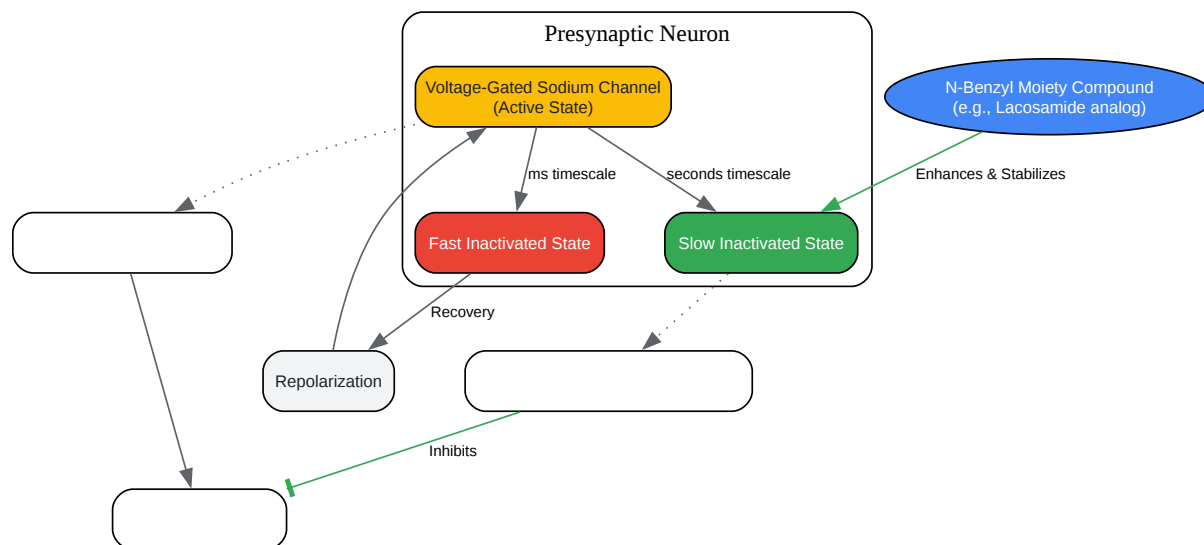 Presynaptic Neuron
Voltage-Gated Sodium Channel
(Active State)
N-Benzyl Moiety Compound
(e.g., Lacosamide analog)
ms timescale
seconds timescale
Enhances & Stabilizes
Fast Inactivated State
Slow Inactivated State
Recovery
Repolarization
Inhibits